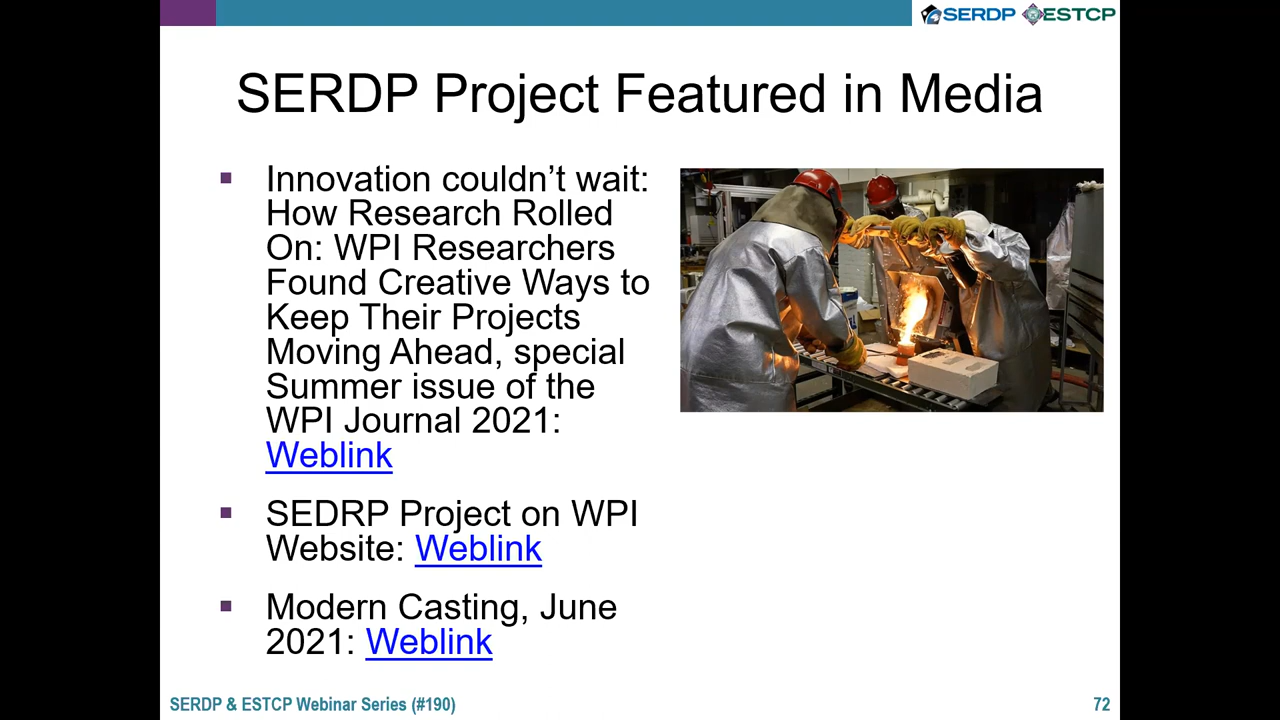 SERDP ESTCP
SERDP Project Featured in Media
Innovation couldn’t wait:
How Research Rolled
On: WPI Researchers
Found Creative Ways to
Keep Their Projects
Moving Ahead, special
Summer issue of the
WPI Journal 2021:
Weblink
SEDRP Project on WPI
Website: Weblink
Modern Casting, June
2021: Weblink
SERDP & ESTCP Webinar Series (#190)
72